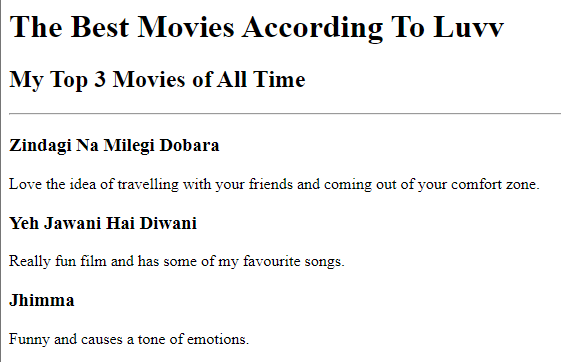 The Best Movies According To Luvv
My Top 3 Movies of All Time
Zindagi Na Milegi Dobara
Love the idea of travelling with your friends and coming out of your comfort zone.
Yeh Jawani Hai Diwani
Really fun film and has some of my favourite songs.
Jhimma
Funny and causes a tone of emotions.